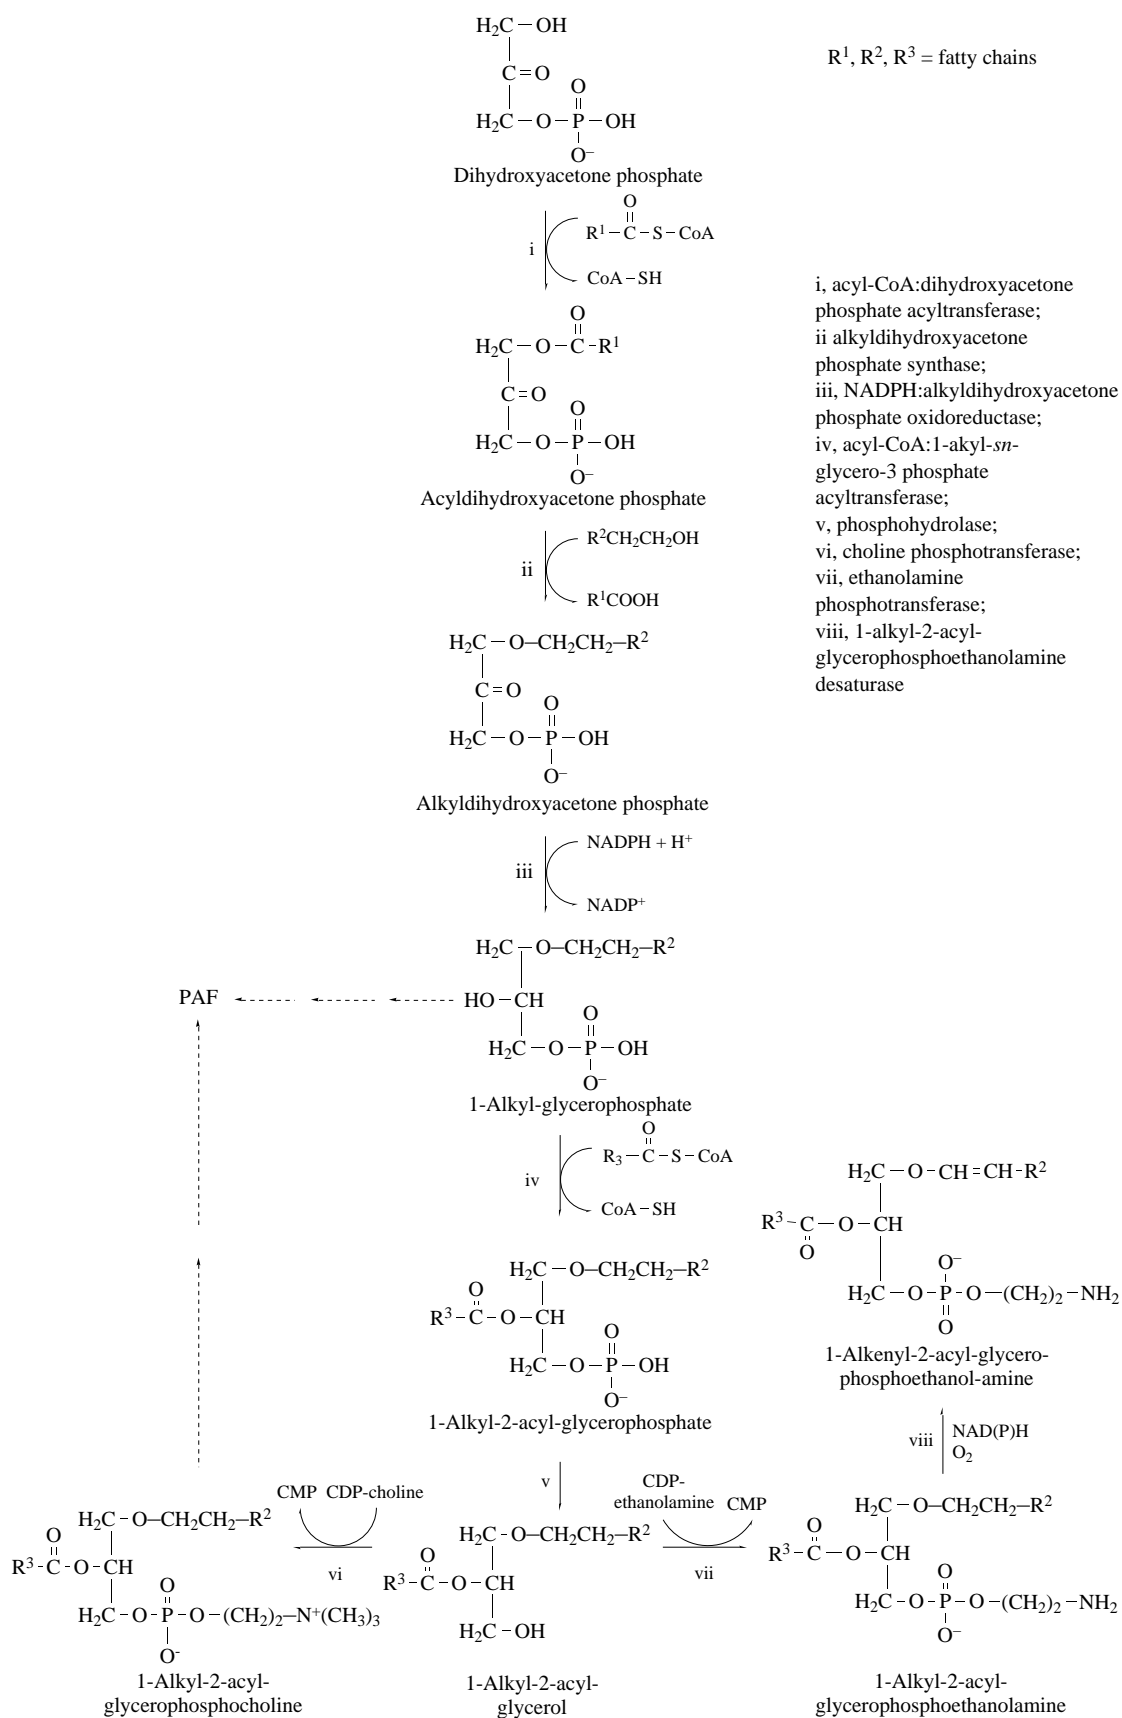 H₂C–OH
R¹, R², R³ = fatty chains
C=O
O
H₂C–O–P–OH
O⁻
Dihydroxyacetone phosphate
O
R¹–C–S–CoA
i
CoA–SH
i, acyl-CoA:dihydroxyacetone
phosphate acyltransferase;
ii alkyldihydroxyacetone
phosphate synthase;
iii, NADPH:alkyldihydroxyacetone
phosphate oxidoreductase;
iv, acyl-CoA:1-akyl-sn-
glycero-3 phosphate
acyltransferase;
v, phosphohydrolase;
vi, choline phosphotransferase;
vii, ethanolamine
phosphotransferase;
viii, 1-alkyl-2-acyl-
glycerophosphoethanolamine
desaturase
O
H₂C–O–C–R¹
C=O
O
H₂C–O–P–OH
O⁻
Acyldihydroxyacetone phosphate
R²CH₂CH₂OH
ii
R¹COOH
H₂C–O–CH₂CH₂–R²
C=O
O
H₂C–O–P–OH
O⁻
Alkyldihydroxyacetone phosphate
NADPH + H⁺
iii
NADP⁺
H₂C–O–CH₂CH₂–R²
PAF
HO–CH
O
H₂C–O–P–OH
O⁻
1-Alkyl-glycerophosphate
O
R₃–C–S–CoA
iv
CoA–SH
H₂C–O–CH=CH–R²
R³–C–O–CH
O
O⁻
H₂C–O–P–O–(CH₂)₂–NH₂
O
1-Alkenyl-2-acyl-glycero-
phosphoethanol-amine
H₂C–O–CH₂CH₂–R²
O
R³–C–O–CH
O
H₂C–O–P–OH
O⁻
1-Alkyl-2-acyl-glycerophosphate
viii
NAD(P)H
O₂
v
CMP CDP-choline
vi
CDP-
ethanolamine CMP
vii
H₂C–O–CH₂CH₂–R²
O
R³–C–O–CH
O
H₂C–O–P–O–(CH₂)₂–N⁺(CH₃)₃
O-
1-Alkyl-2-acyl-
glycerophosphocholine
H₂C–O–CH₂CH₂–R²
O
R³–C–O–CH
H₂C–OH
1-Alkyl-2-acyl-
glycerol
H₂C–O–CH₂CH₂–R²
O
R³–C–O–CH
O
H₂C–O–P–O–(CH₂)₂–NH₂
O⁻
1-Alkyl-2-acyl-
glycerophosphoethanolamine